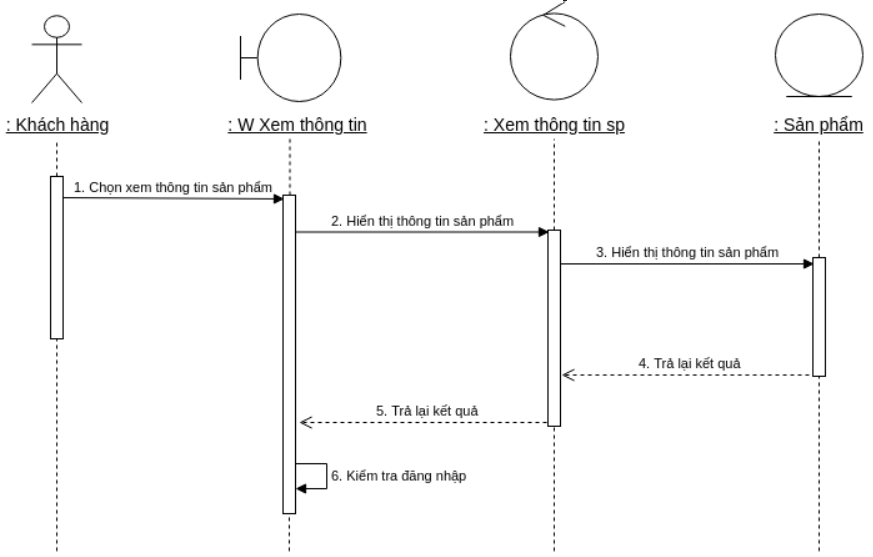 : Khách hàng
: W Xem thông tin
: Xem thông tin sp
: Sản phẩm
1. Chọn xem thông tin sản phẩm
2. Hiển thị thông tin sản phẩm
3. Hiển thị thông tin sản phẩm
4. Trả lại kết quả
5. Trả lại kết quả
6. Kiểm tra đăng nhập